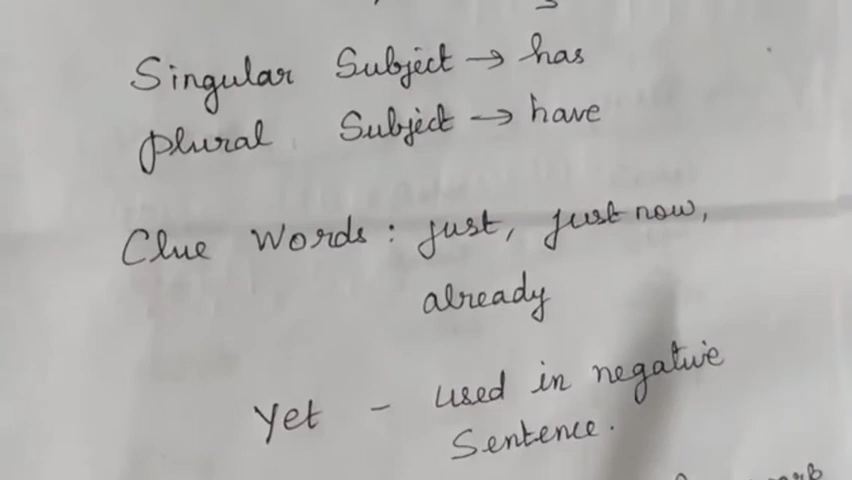 Singular Subject → has
Plural Subject → have
Clue Words : just, just now,
already
Yet - used in negative
Sentence.